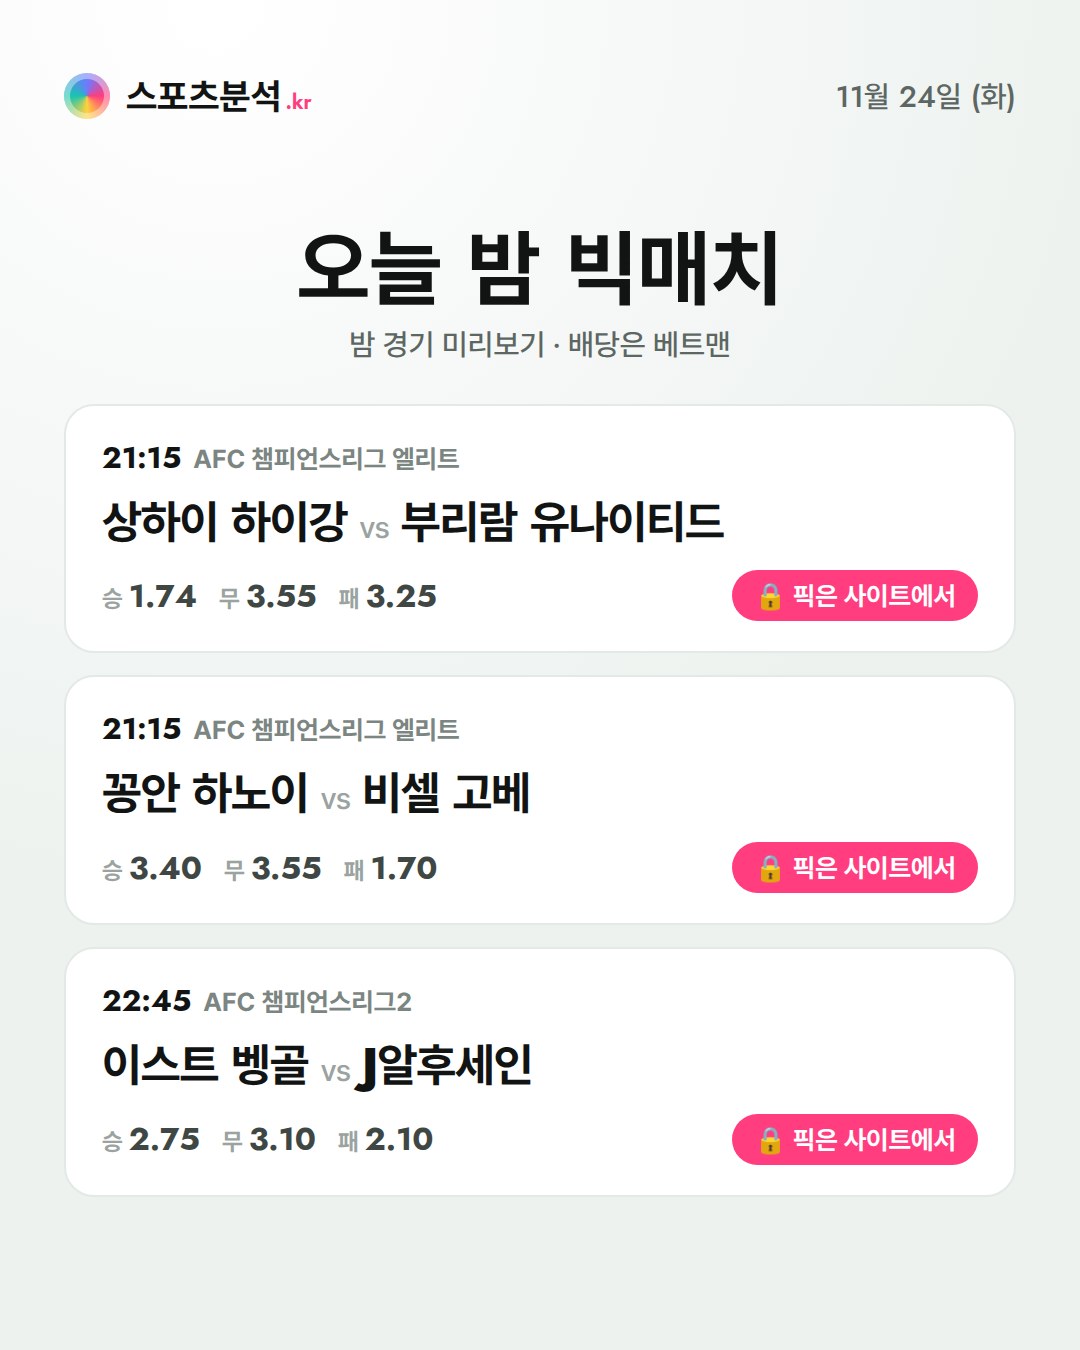 스포츠분석.kr
11월 24일 (화)
오늘 밤 빅매치
밤 경기 미리보기 · 배당은 베트맨
21:15 AFC 챔피언스리그 엘리트
상하이 하이강 vs 부리람 유나이티드
승 1.74 무 3.55 패 3.25
🔒 픽은 사이트에서
21:15 AFC 챔피언스리그 엘리트
꽁안 하노이 vs 비셀 고베
승 3.40 무 3.55 패 1.70
🔒 픽은 사이트에서
22:45 AFC 챔피언스리그2
이스트 벵골 vs J알후세인
승 2.75 무 3.10 패 2.10
🔒 픽은 사이트에서